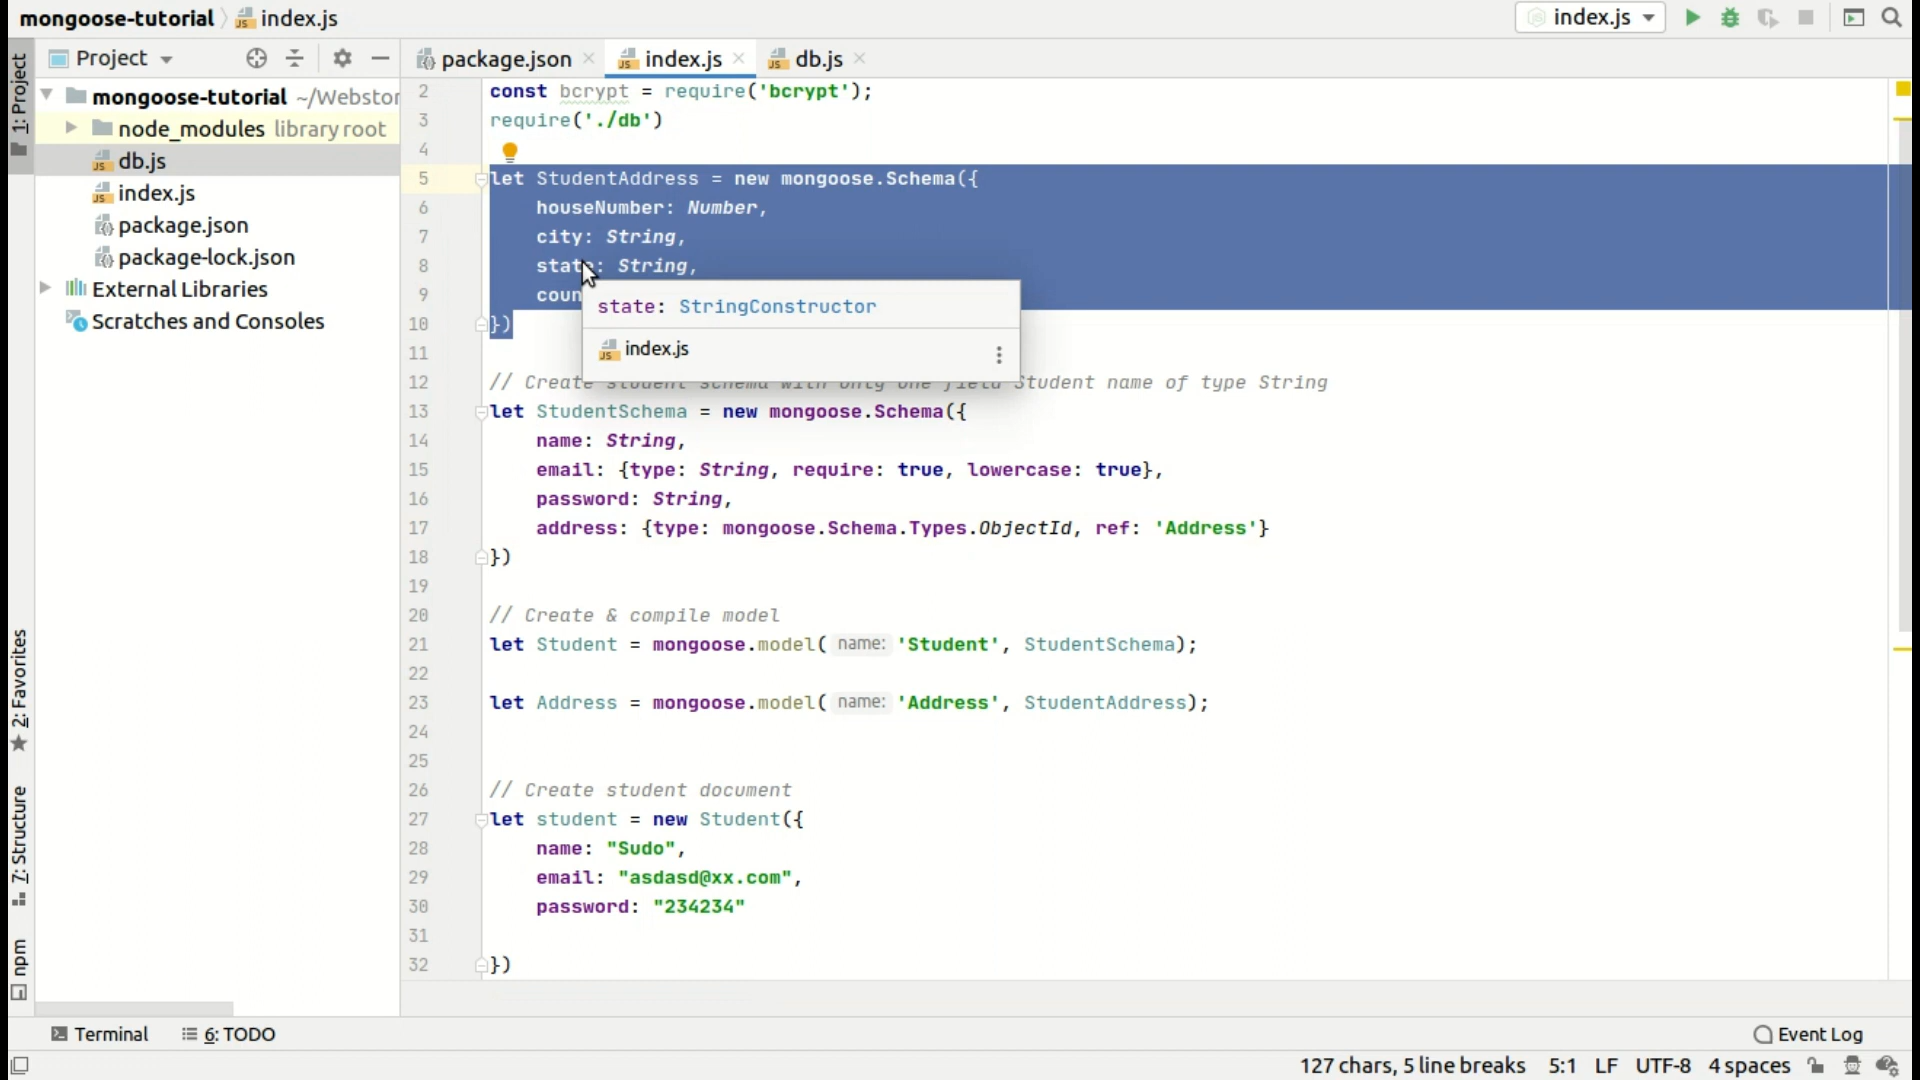 mongoose-tutorial index.js
index.js
1: Project
Project
package.json
index.js
db.js
mongoose-tutorial ~/Webstor
node_modules library root
db.js
index.js
package.json
package-lock.json
External Libraries
Scratches and Consoles
2 const bcrypt = require('bcrypt');
3 require('./db')
4
5 let StudentAddress = new mongoose.Schema({
6 houseNumber: Number,
7 city: String,
8 state: String,
9 coun
10 })
state: StringConstructor
index.js
11
12 // Create student schema with only one field Student name of type String
13 let StudentSchema = new mongoose.Schema({
14 name: String,
15 email: {type: String, require: true, lowercase: true},
16 password: String,
17 address: {type: mongoose.Schema.Types.ObjectId, ref: 'Address'}
18 })
19
20 // Create & compile model
21 let Student = mongoose.model( name: 'Student', StudentSchema);
22
23 let Address = mongoose.model( name: 'Address', StudentAddress);
24
25
26 // Create student document
27 let student = new Student({
28 name: "Sudo",
29 email: "asdasd@xx.com",
30 password: "234234"
31
32 })
2: Favorites
7: Structure
npm
Terminal
6: TODO
Event Log
127 chars, 5 line breaks 5:1 LF UTF-8 4 spaces